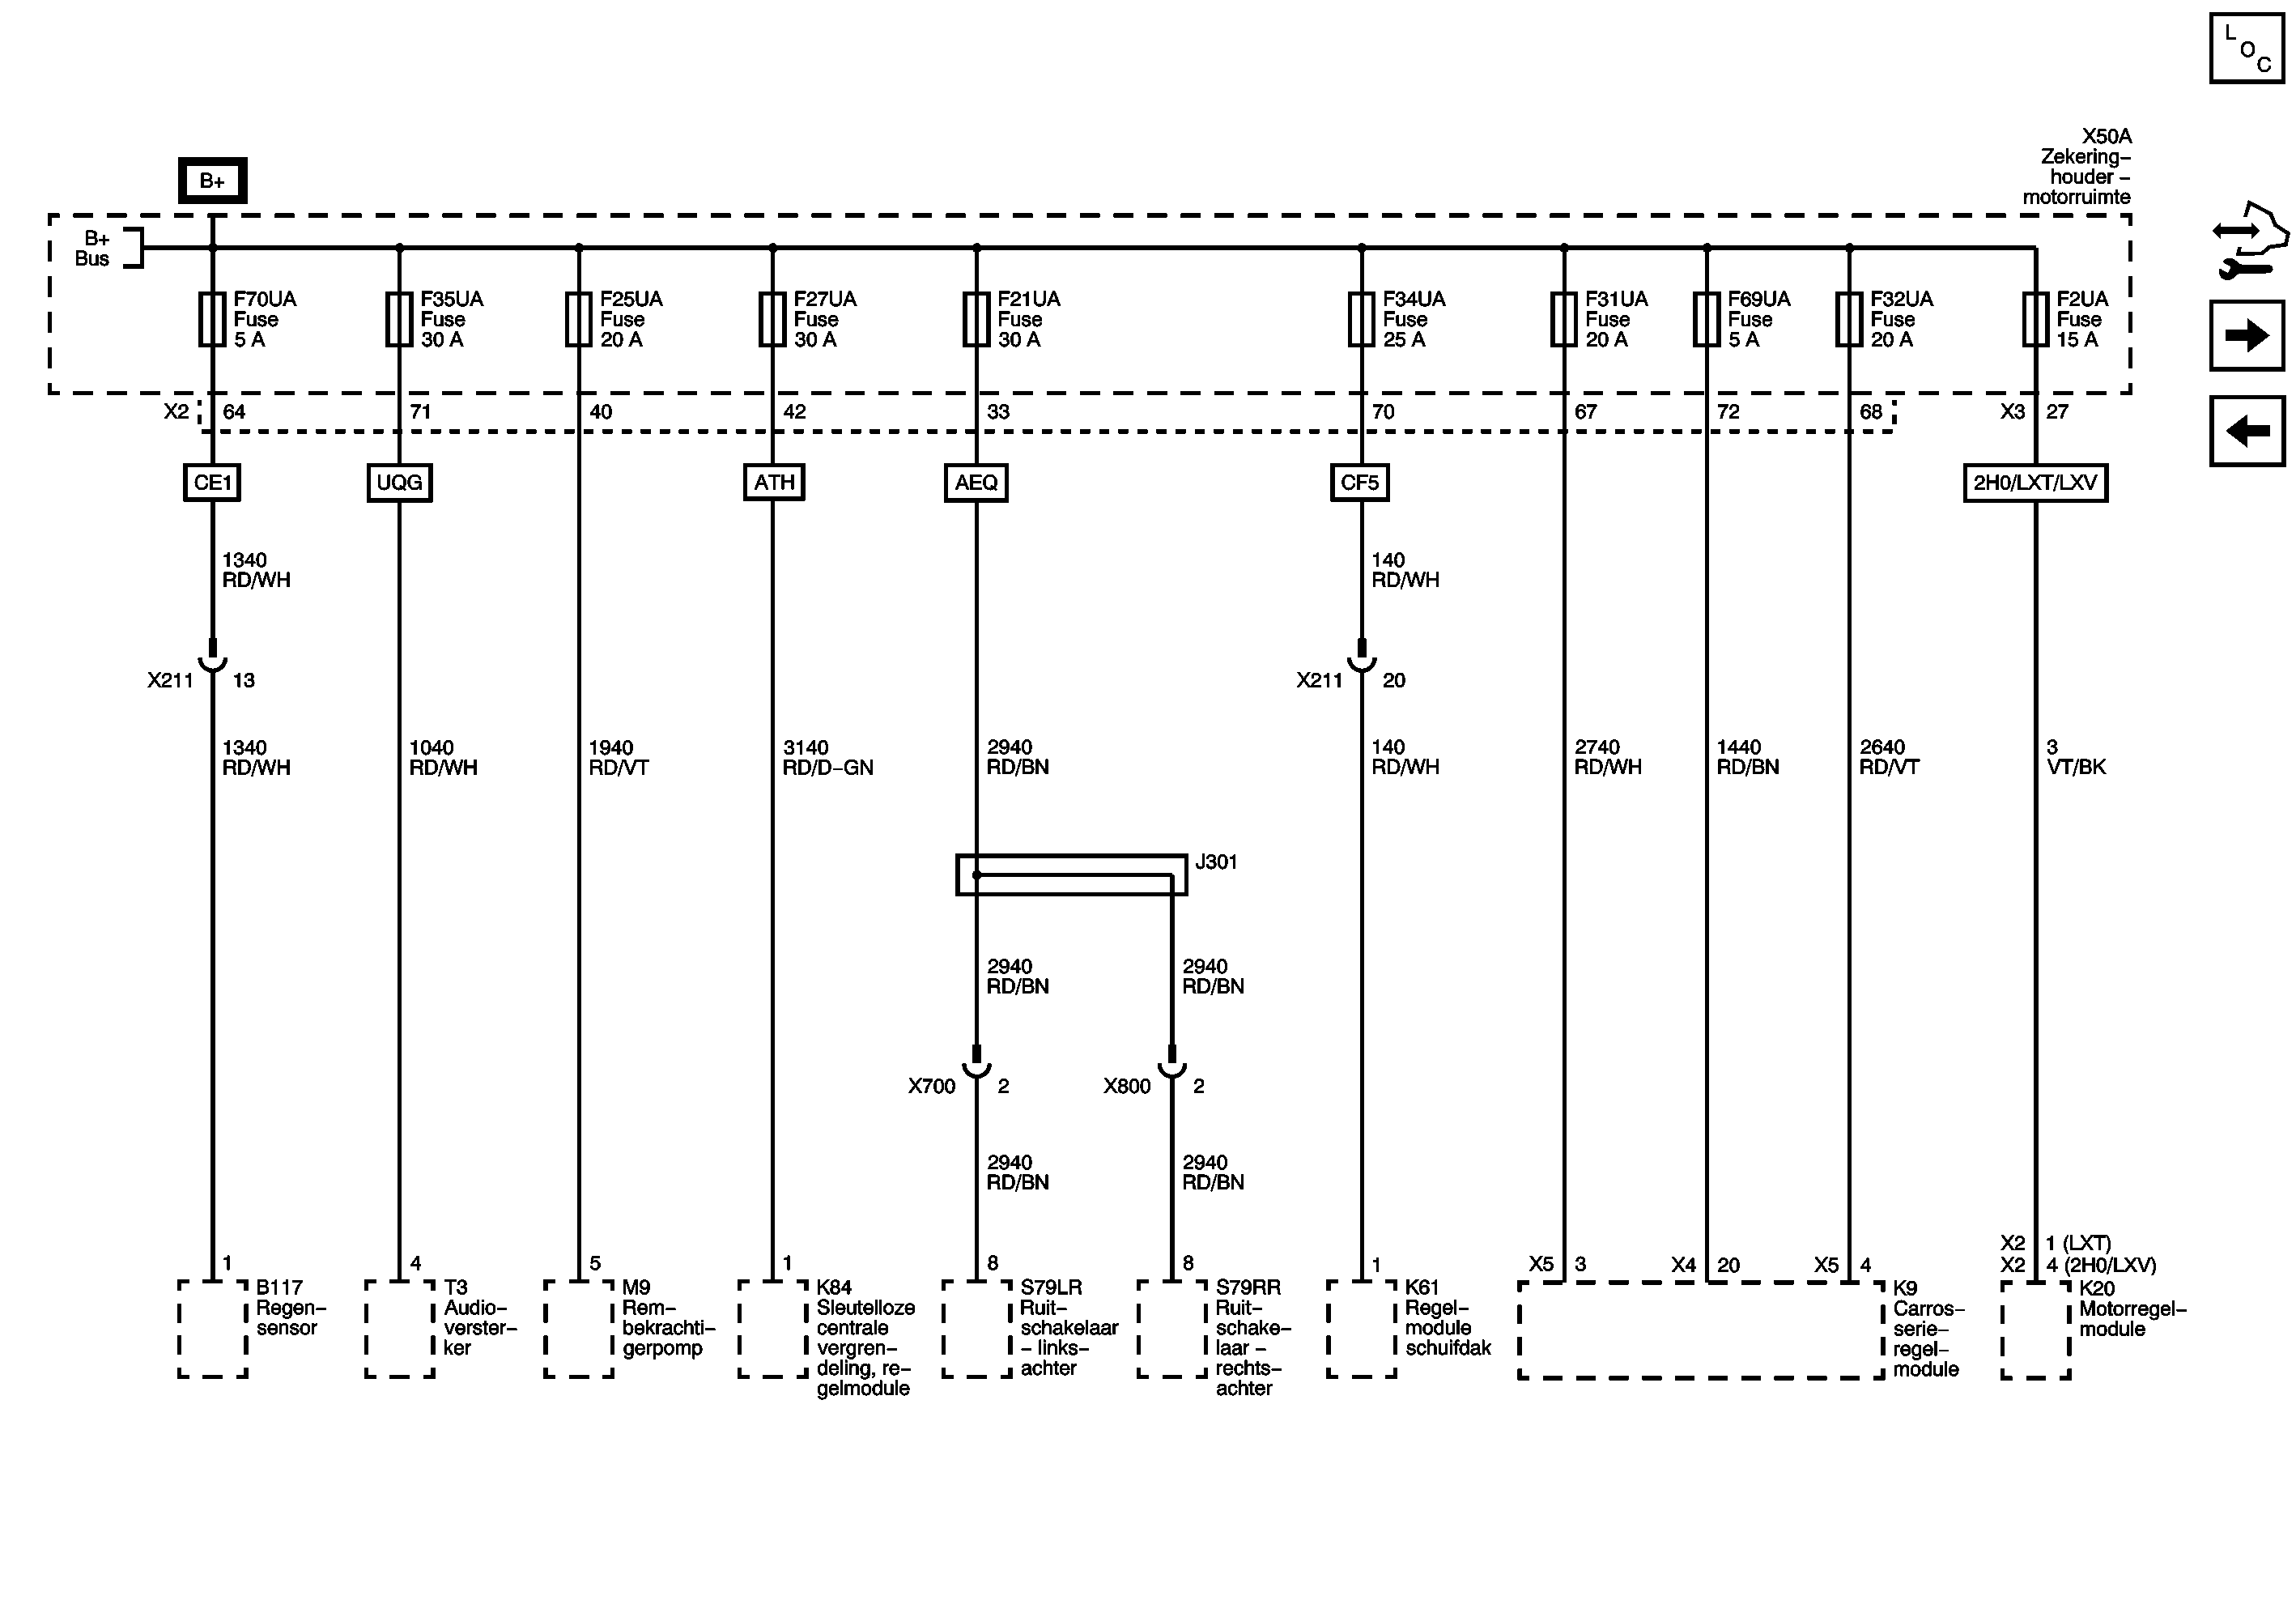 L
O
C
X50A
Zekering–
houder –
motorruimte
B+
B+
Bus
F70UA
Fuse
5 A
F35UA
Fuse
30 A
F25UA
Fuse
20 A
F27UA
Fuse
30 A
F21UA
Fuse
30 A
F34UA
Fuse
25 A
F31UA
Fuse
20 A
F69UA
Fuse
5 A
F32UA
Fuse
20 A
F2UA
Fuse
15 A
X2 64 71 40 42 33 70 67 72 68 X3 27
CE1 UQG ATH AEQ CF5 2H0/LXT/LXV
1340
RD/WH
140
RD/WH
X211 13
X211 20
1340
RD/WH
1040
RD/WH
1940
RD/VT
3140
RD/D–GN
2940
RD/BN
140
RD/WH
2740
RD/WH
1440
RD/BN
2640
RD/VT
3
VT/BK
J301
2940
RD/BN
2940
RD/BN
X700 2
X800 2
2940
RD/BN
2940
RD/BN
X2 1 (LXT)
1 4 5 1 8 8 1 X5 3 X4 20 X5 4 X2 4 (2H0/LXV)
B117
Regen–
sensor
T3
Audio–
verster–
ker
M9
Rem–
bekrachti–
gerpomp
K84
Sleutelloze
centrale
vergren–
deling, re–
gelmodule
S79LR
Ruit–
schakelaar
– links–
achter
S79RR
Ruit–
schake–
laar –
rechts–
achter
K61
Regel–
module
schuifdak
K9
Carros–
serie–
regel–
module
K20
Motorregel–
module